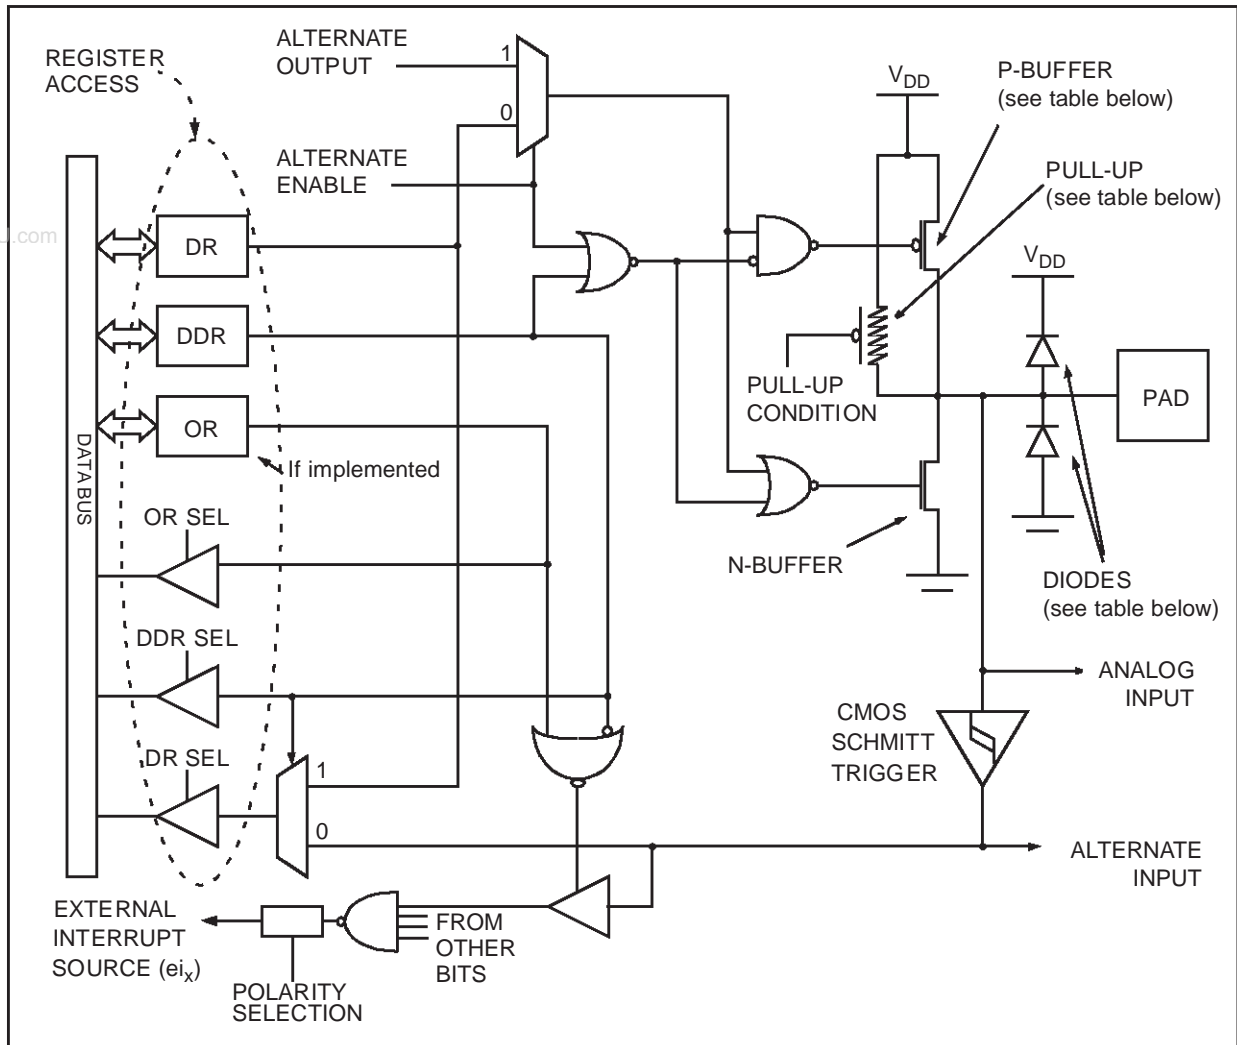 REGISTER
ACCESS
ALTERNATE
OUTPUT
1
0
ALTERNATE
ENABLE
VDD
P-BUFFER
(see table below)
PULL-UP
(see table below)
VDD
DR
DDR
OR
DATA BUS
If implemented
PULL-UP
CONDITION
PAD
OR SEL
DDR SEL
DR SEL
N-BUFFER
DIODES
(see table below)
ANALOG
INPUT
CMOS
SCHMITT
TRIGGER
1
0
ALTERNATE
INPUT
EXTERNAL
INTERRUPT
SOURCE (eix)
POLARITY
SELECTION
FROM
OTHER
BITS
.com